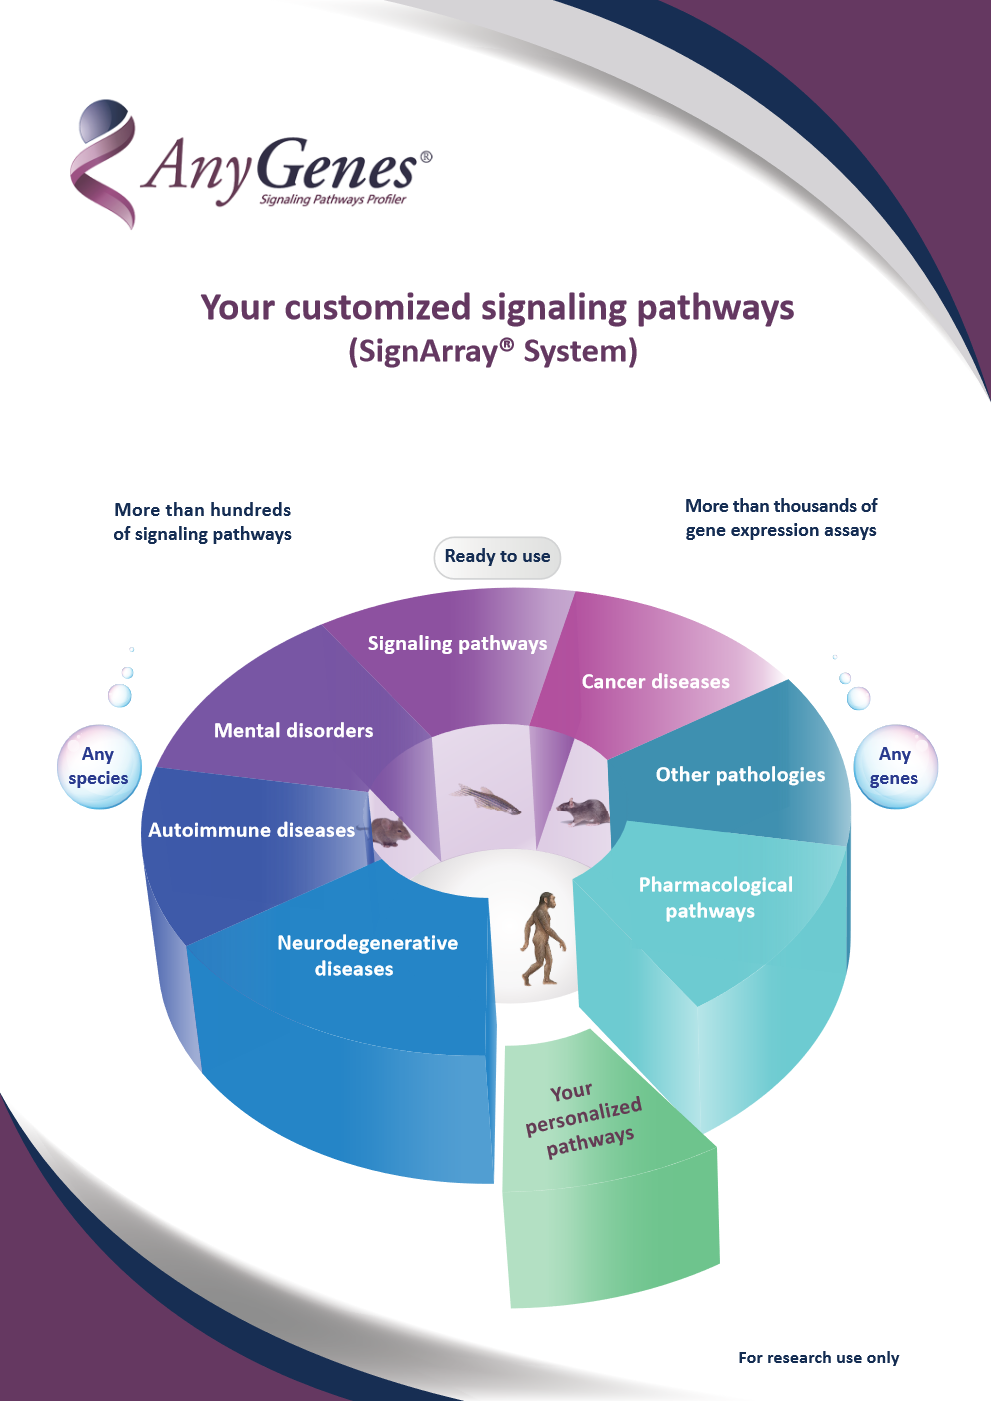 AnyGenes®
Signaling Pathways Profiler
Your customized signaling pathways
(SignArray® System)
More than hundreds
of signaling pathways
More than thousands of
gene expression assays
Ready to use
Signaling pathways
Cancer diseases
Mental disorders
Any
species
Other pathologies
Any
genes
Autoimmune diseases
Pharmacological
pathways
Neurodegenerative
diseases
Your
personalized
pathways
For research use only